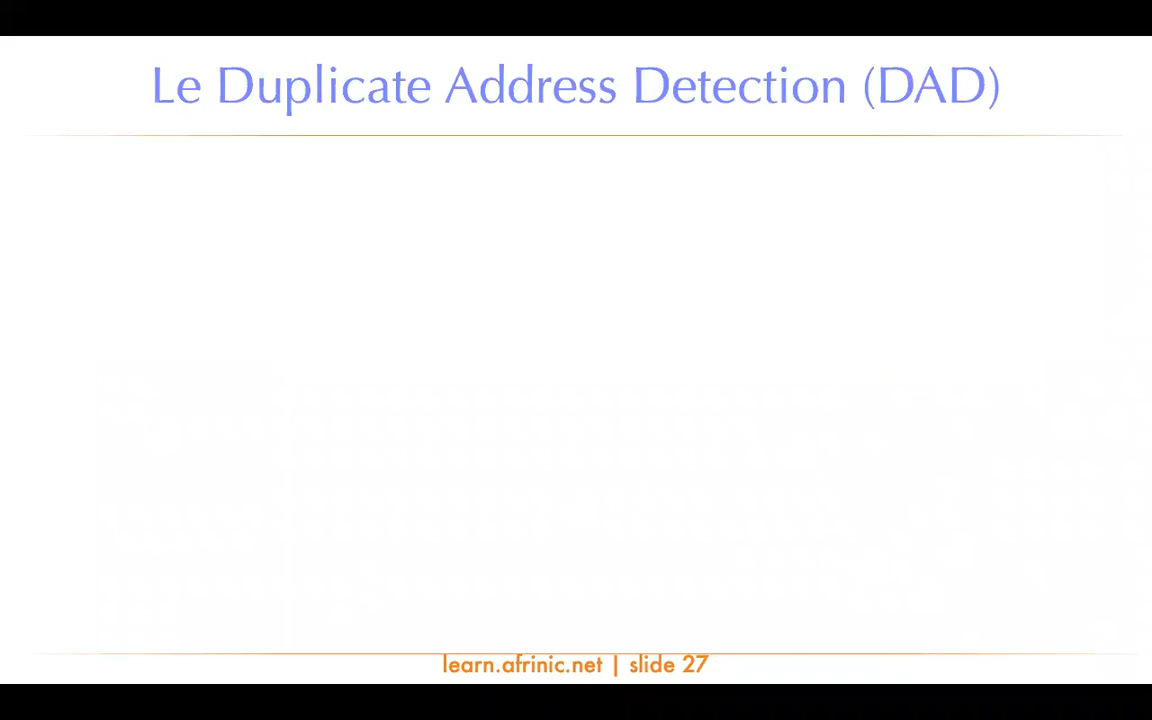 Le Duplicate Address Detection (DAD)
learn.afrinic.net | slide 27